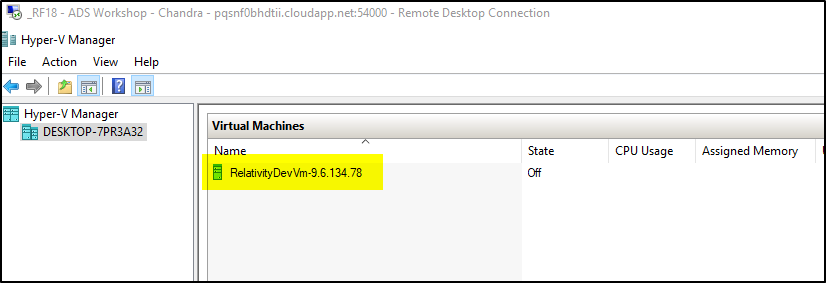 _RF18 - ADS Workshop - Chandra - pqsnf0bhdtii.cloudapp.net:54000 - Remote Desktop Connection
Hyper-V Manager
File Action View Help
Hyper-V Manager
DESKTOP-7PR3A32
Virtual Machines
Name State CPU Usage Assigned Memory U
RelativityDevVm-9.6.134.78 Off